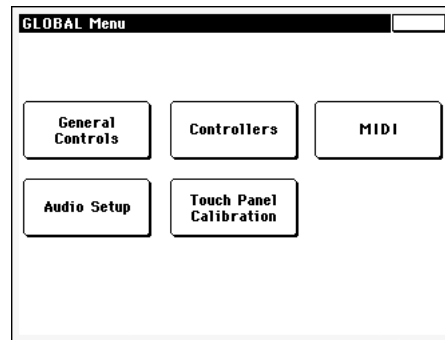 GLOBAL Menu
General
Controls
Controllers
MIDI
Audio Setup
Touch Panel
Calibration